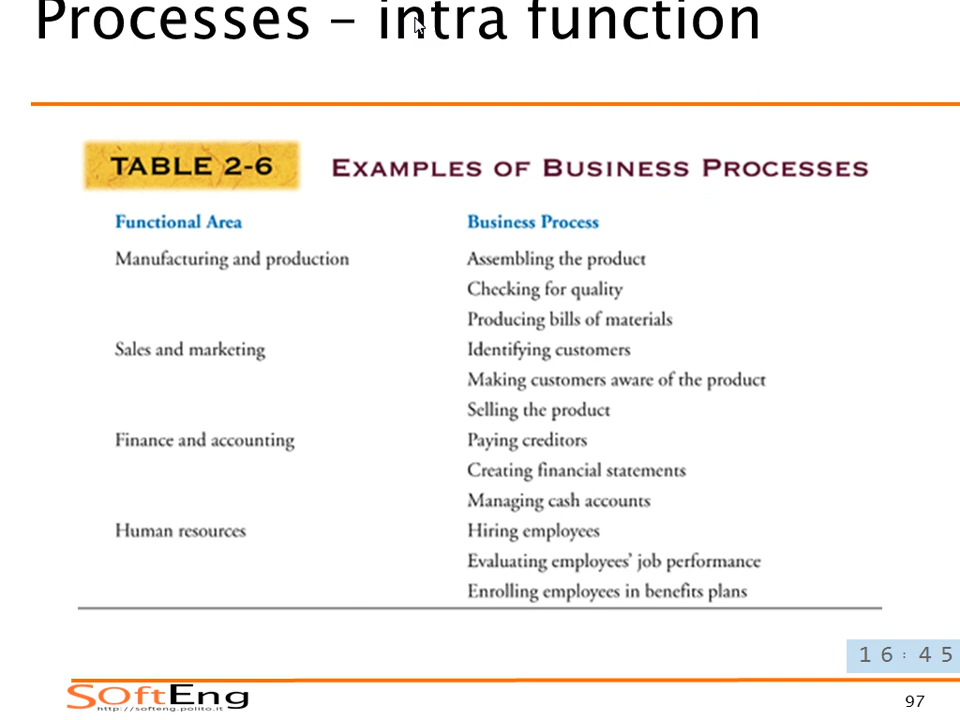 Processes – intra function
TABLE 2-6 EXAMPLES OF BUSINESS PROCESSES
Functional Area Business Process
Manufacturing and production Assembling the product
Checking for quality
Producing bills of materials
Sales and marketing Identifying customers
Making customers aware of the product
Selling the product
Finance and accounting Paying creditors
Creating financial statements
Managing cash accounts
Human resources Hiring employees
Evaluating employees' job performance
Enrolling employees in benefits plans
16:45
SoftEng
http://softeng.polito.it
97